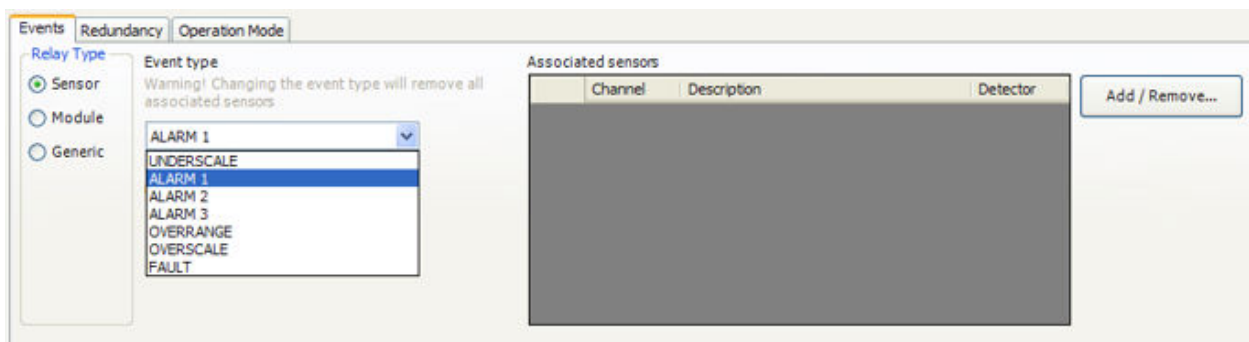 Events Redundancy Operation Mode
Relay Type
Sensor
Module
Generic
Event type
Warning! Changing the event type will remove all
associated sensors
ALARM 1
UNDERSCALE
ALARM 1
ALARM 2
ALARM 3
OVERRANGE
OVERSCALE
FAULT
Associated sensors
Channel Description Detector
Add / Remove...